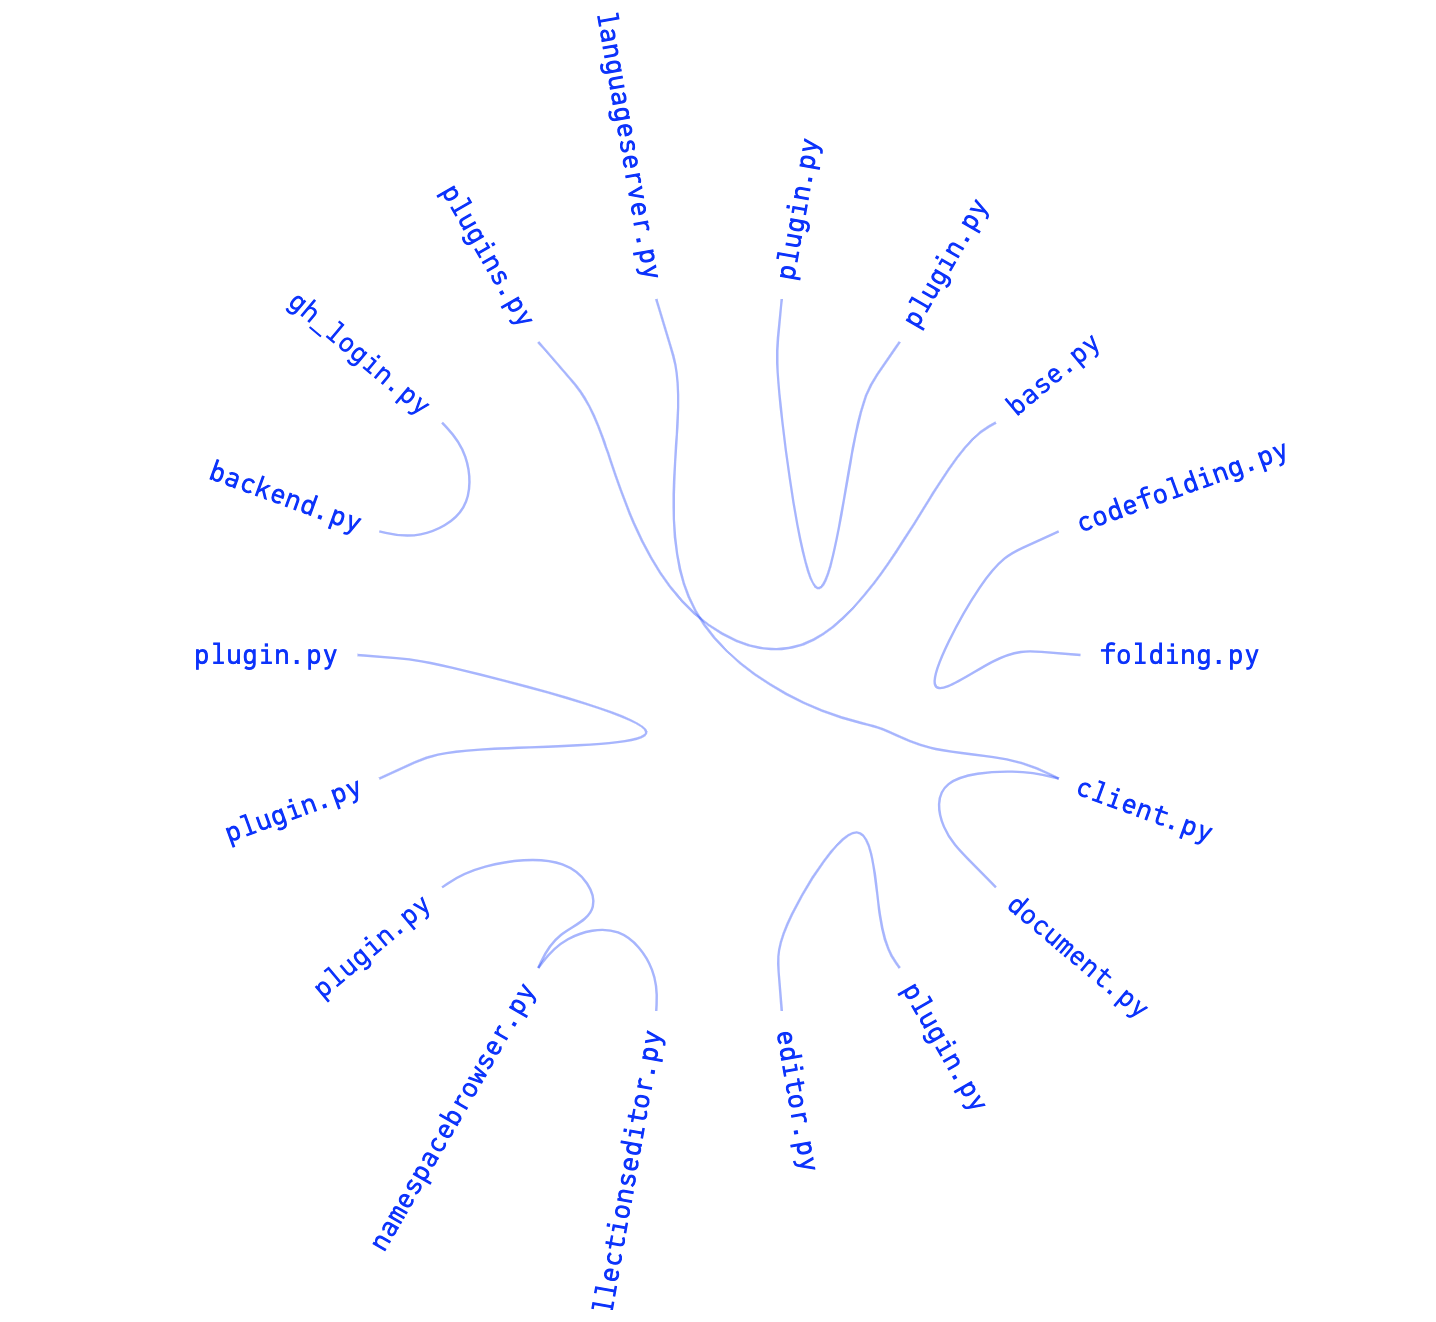 languageserver.py
plugin.py
plugin.py
base.py
codefolding.py
folding.py
client.py
document.py
plugin.py
editor.py
llectionseditor.py
namespacebrowser.py
plugin.py
plugin.py
plugin.py
backend.py
gh_login.py
plugins.py